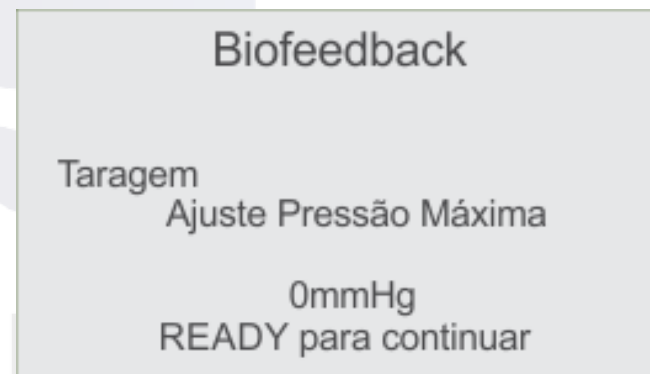 Biofeedback
Taragem
Ajuste Pressão Máxima
0mmHg
READY para continuar